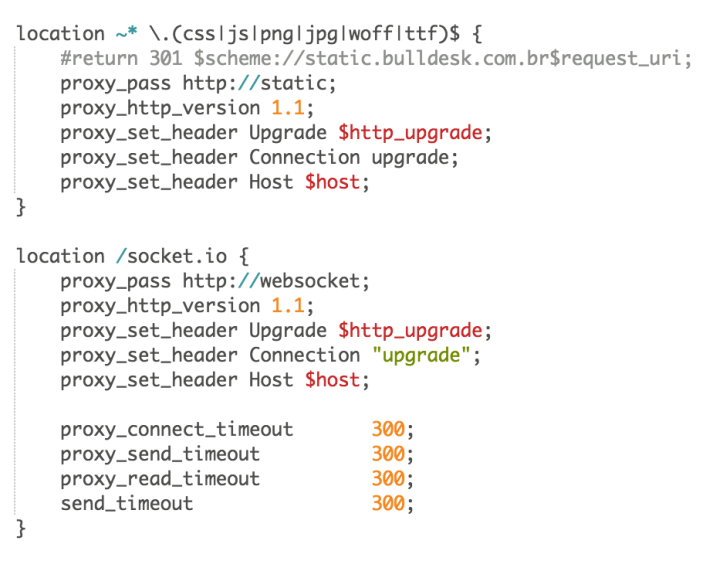 location ~* \.(css|js|png|jpg|woff|ttf)$ {
    #return 301 $scheme://static.bulldesk.com.br$request_uri;
    proxy_pass http://static;
    proxy_http_version 1.1;
    proxy_set_header Upgrade $http_upgrade;
    proxy_set_header Connection upgrade;
    proxy_set_header Host $host;
}

location /socket.io {
    proxy_pass http://websocket;
    proxy_http_version 1.1;
    proxy_set_header Upgrade $http_upgrade;
    proxy_set_header Connection "upgrade";
    proxy_set_header Host $host;

    proxy_connect_timeout       300;
    proxy_send_timeout          300;
    proxy_read_timeout          300;
    send_timeout                300;
}